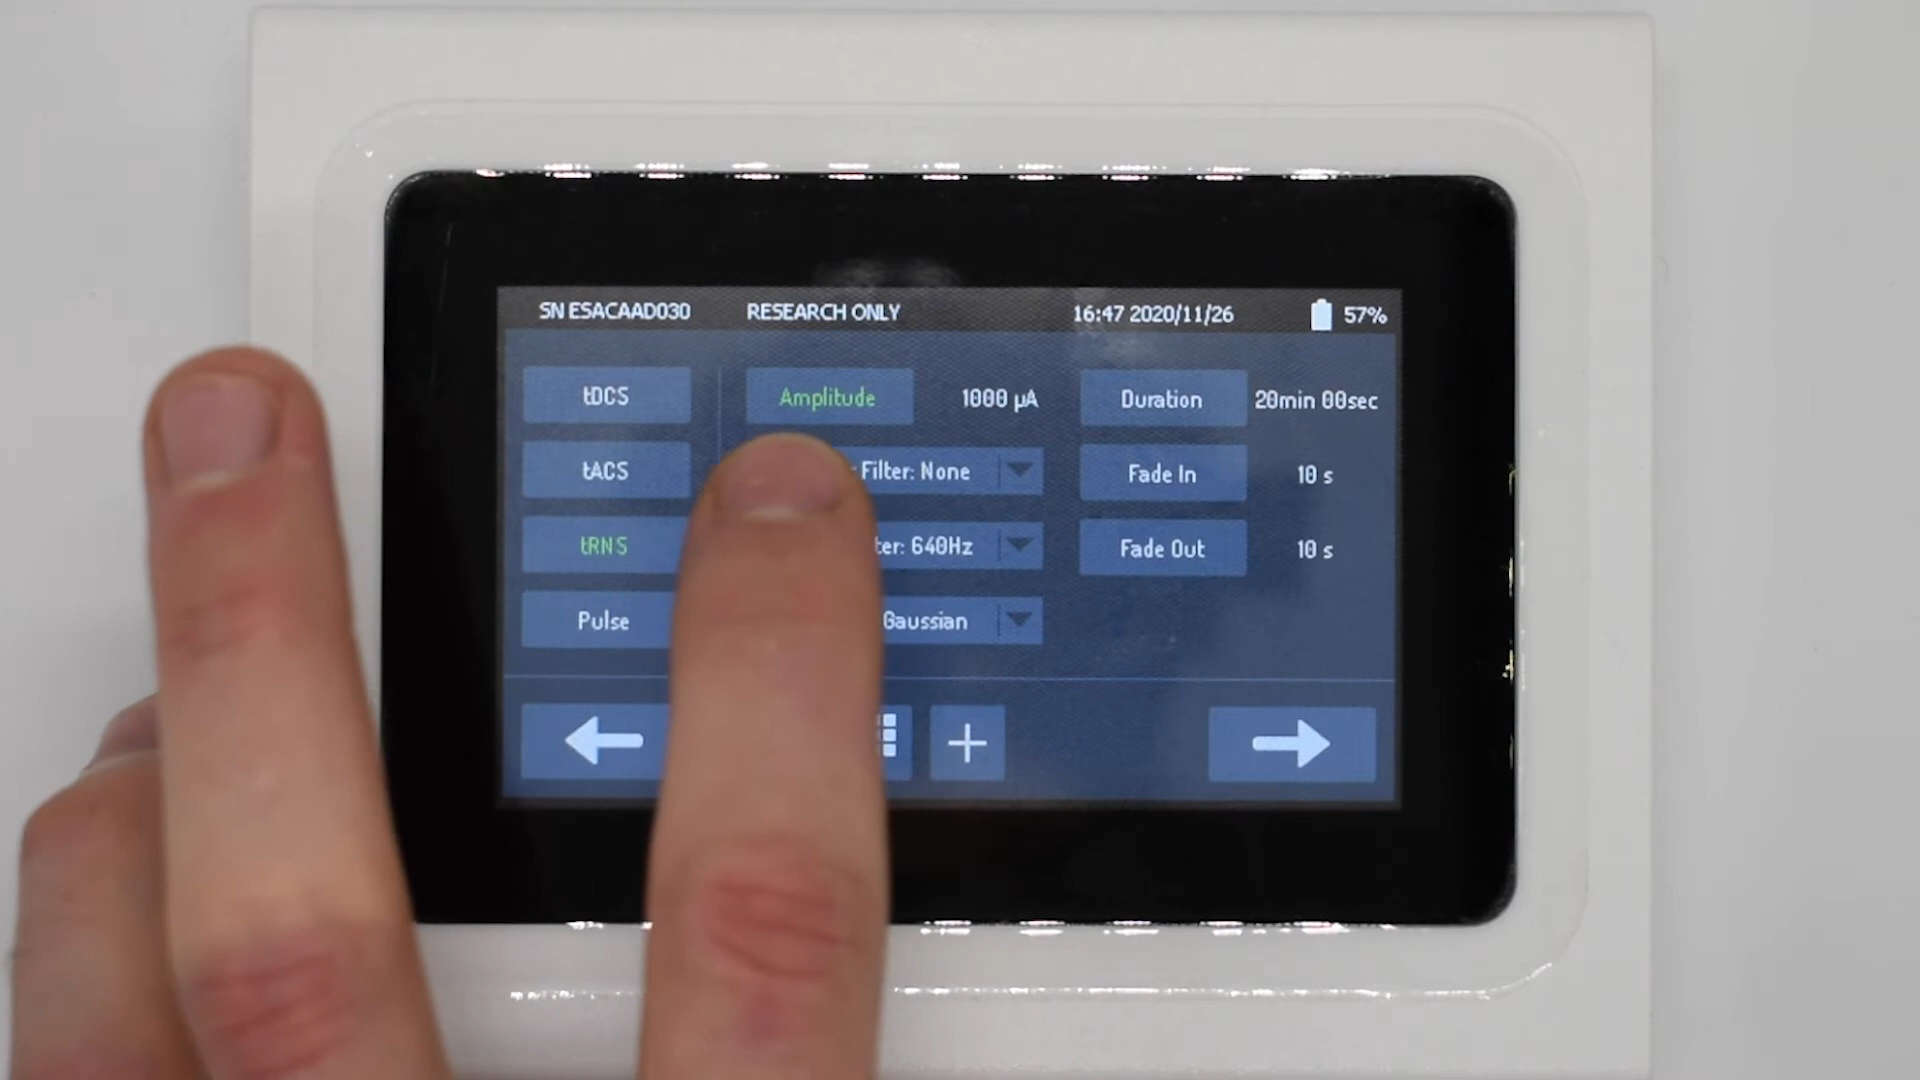 SN ESACAAD030 RESEARCH ONLY 16:47 2020/11/26 57%
tDCS Amplitude 1000 µA Duration 20min 00sec
tACS Filter: None Fade In 10 s
tRNS 640Hz Fade Out 10 s
Pulse Gaussian